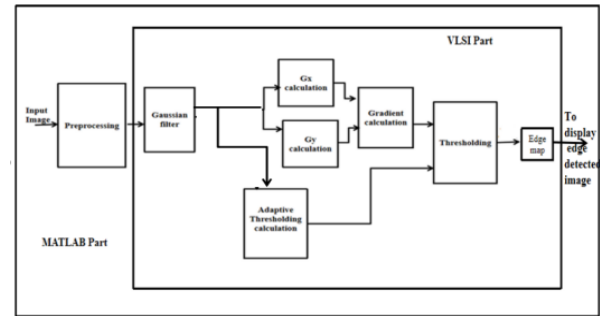 VLSI Part
Input
Image
Preprocessing
Gaussian
filter
Gx
calculation
Gy
calculation
Gradient
calculation
Thresholding
Edge
map
To
display
edge
detected
image
Adaptive
Thresholding
calculation
MATLAB Part